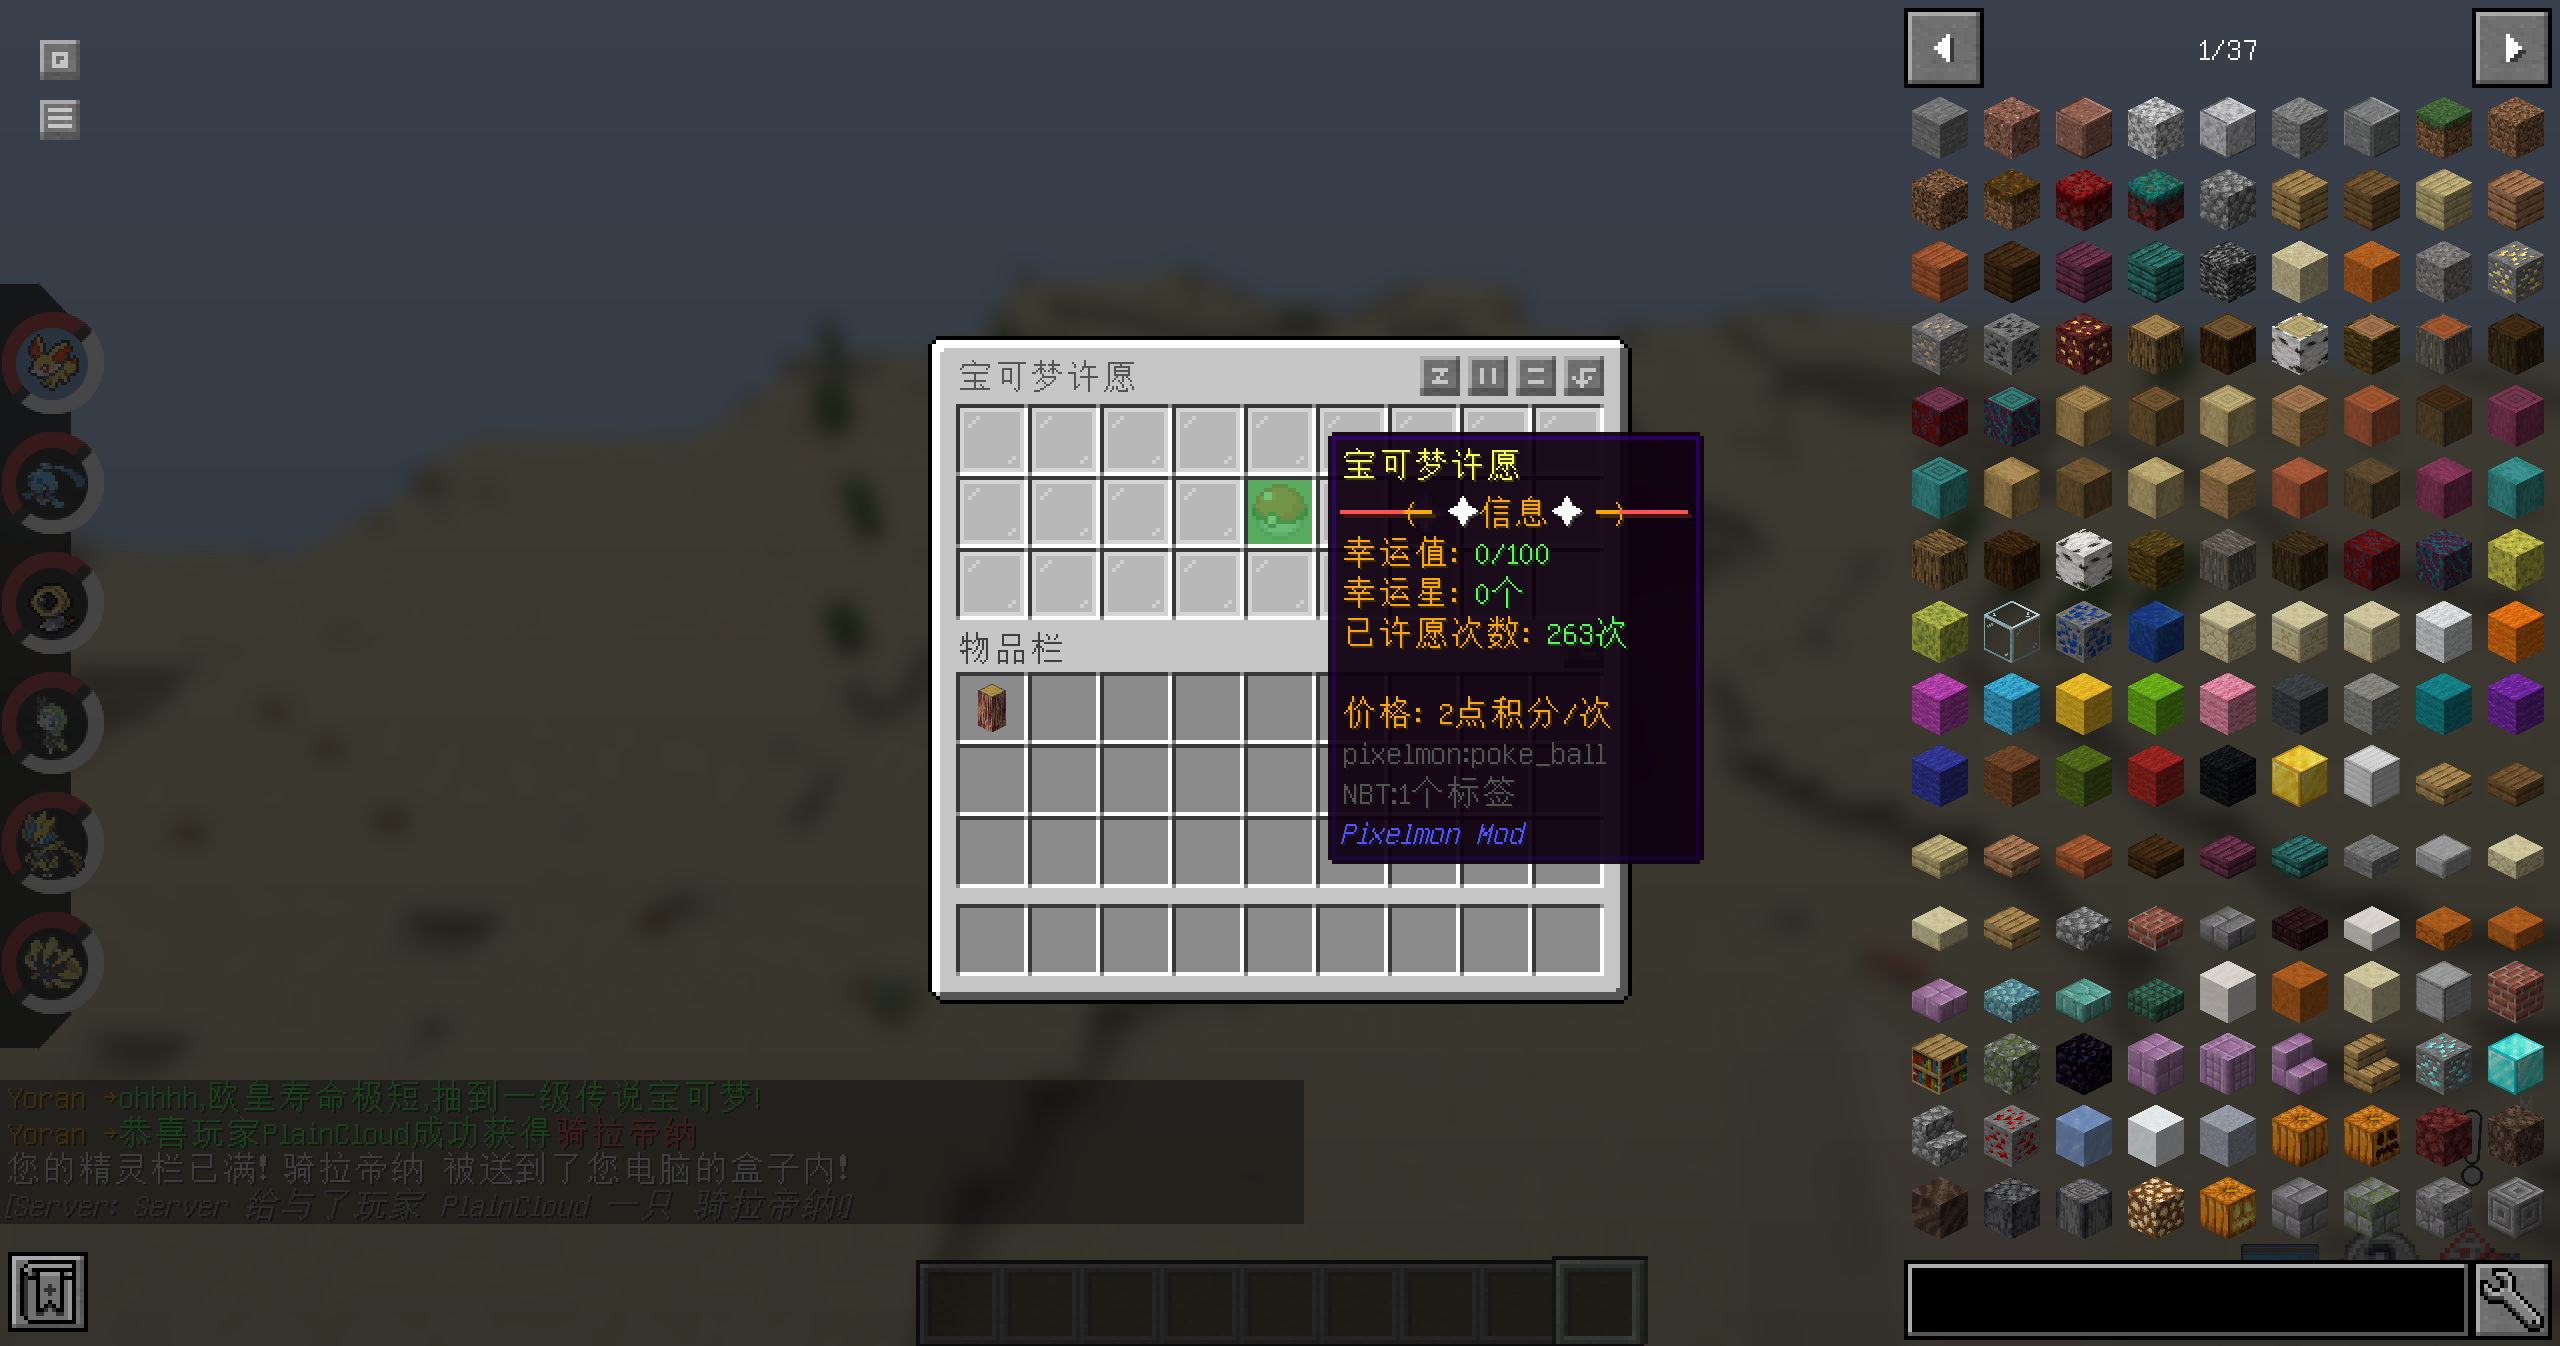 1/37
宝可梦许愿
宝可梦许愿
信息
幸运值: 0/100
幸运星: 0个
已许愿次数: 263次
价格: 2点积分/次
pixelmon:poke_ball
NBT:1个标签
Pixelmon Mod
物品栏
Yoran →ohhhh,欧皇寿命极短,抽到一级传说宝可梦!
Yoran →恭喜玩家PlainCloud成功获得骑拉帝纳
您的精灵栏已满! 骑拉帝纳 被送到了您电脑的盒子内!
[Server: Server 给与了玩家 PlainCloud 一只 骑拉帝纳!]